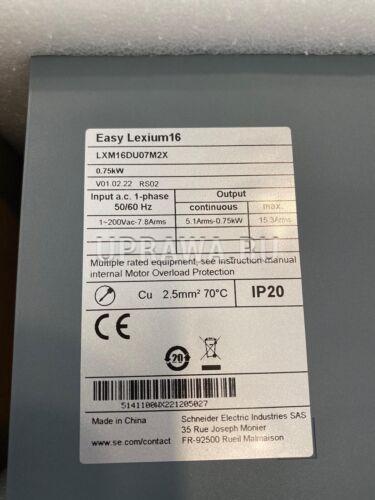 Easy Lexium16
LXM16DU07M2X
0.75kW
V01.02.22 RS02
Input a.c. 1-phase
50/60 Hz
Output
continuous
max.
1~200Vac-7.8Arms
5.1Arms-0.75kW
15.3Arms
UPRAWA.RU
Multiple rated equipment, see instruction manual
internal Motor Overload Protection
Cu 2.5mm² 70°C
IP20
CE
20
5141100WX221205027
Made in China
www.se.com/contact
Schneider Electric Industries SAS
35 Rue Joseph Monier
FR-92500 Rueil Malmaison